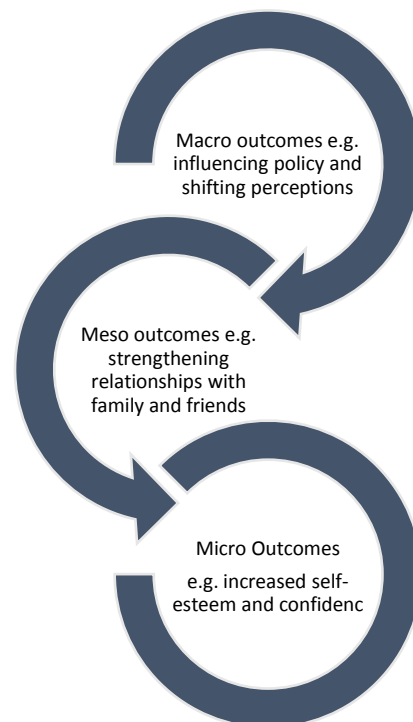 Macro outcomes e.g.
influencing policy and
shifting perceptions
Meso outcomes e.g.
strengthening
relationships with
family and friends
Micro Outcomes
e.g. increased self-
esteem and confidenc